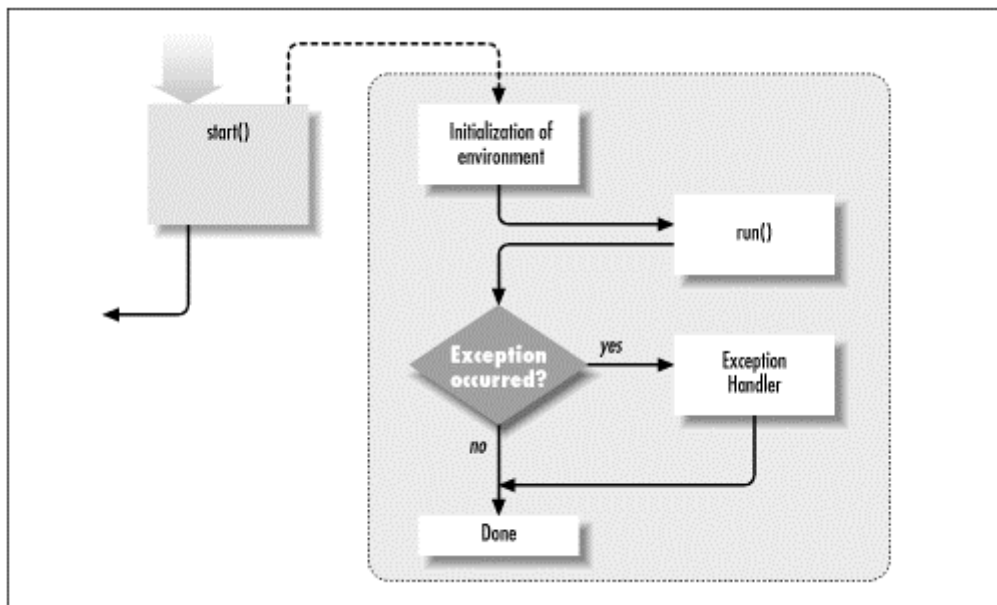 start()
Initialization of
environment
run()
Exception
occurred?
yes
Exception
Handler
no
Done